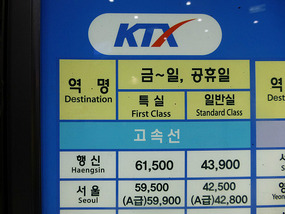 KTX
역 명
Destination
금~일, 공휴일
특 실
First Class
일반실
Standard Class
고속선
행 신
Haengsin
61,500
43,900
서 울
Seoul
59,500
(A급)59,900
42,500
(A급)42,800
역
Destin